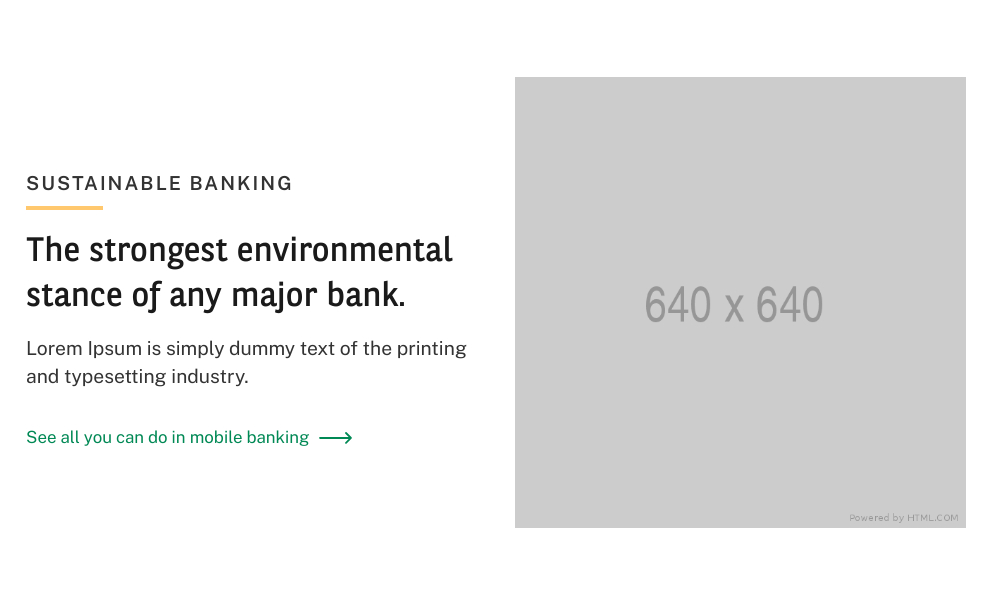 SUSTAINABLE BANKING
The strongest environmental
stance of any major bank.
Lorem Ipsum is simply dummy text of the printing
and typesetting industry.
See all you can do in mobile banking
640 x 640
Powered by HTML.COM